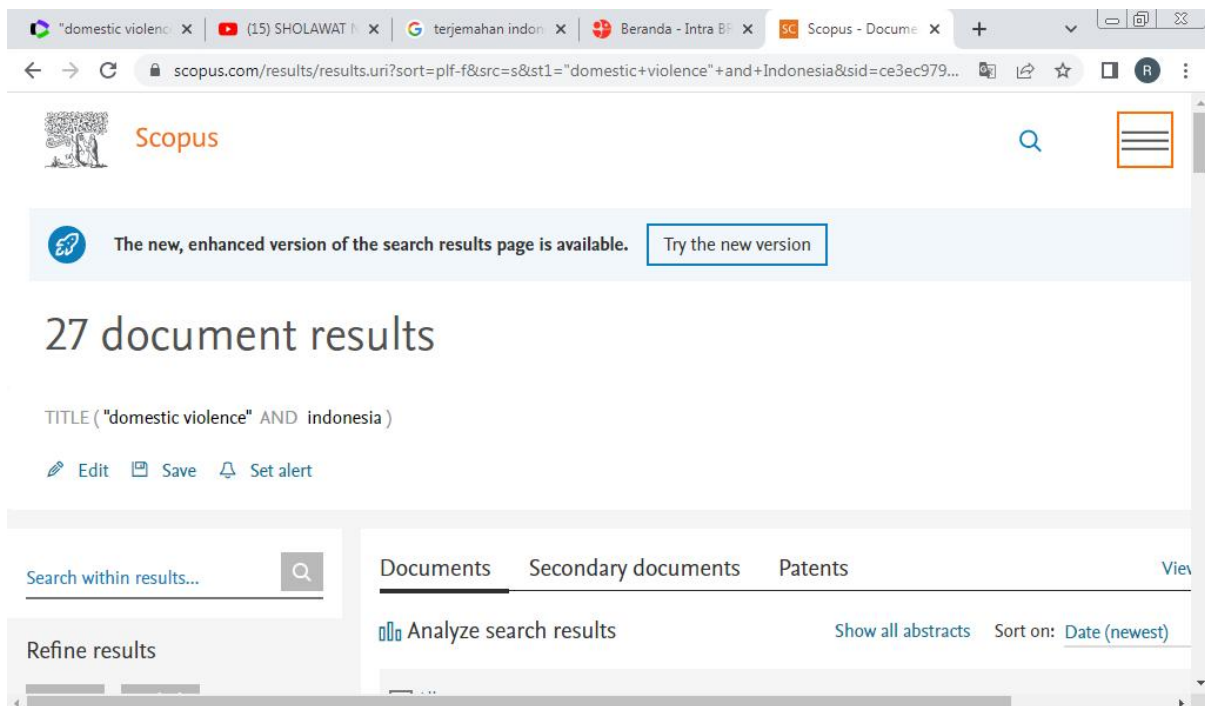 "domestic violenc
(15) SHOLAWAT N
G terjemahan indon
Beranda - Intra BR
SC Scopus - Docume
scopus.com/results/results.uri?sort=plf-f&src=s&st1="domestic+violence"+and+Indonesia&sid=ce3ec979...
R
Scopus
The new, enhanced version of the search results page is available.
Try the new version
27 document results
TITLE ( "domestic violence" AND indonesia )
Edit Save Set alert
Search within results...
Documents Secondary documents Patents
View
Analyze search results
Show all abstracts Sort on: Date (newest)
Refine results